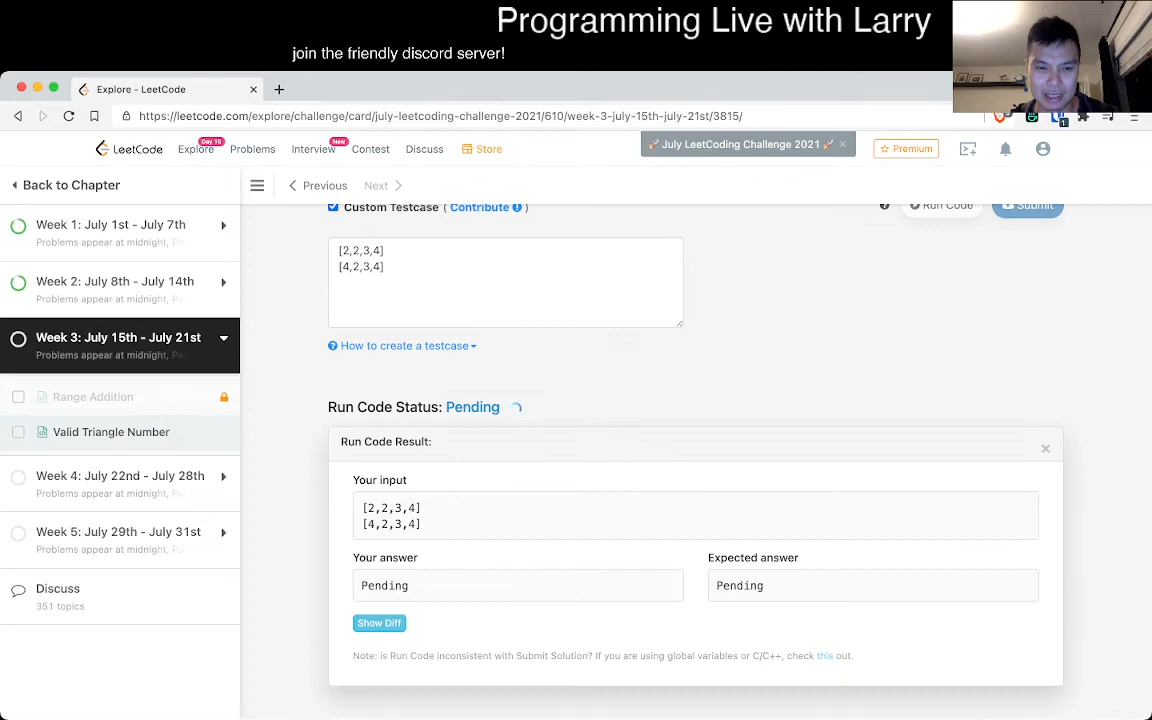 Programming Live with Larry
join the friendly discord server!
Explore - LeetCode
https://leetcode.com/explore/challenge/card/july-leetcoding-challenge-2021/610/week-3-july-15th-july-21st/3815/
1
LeetCode Explore Problems Interview New Contest Discuss Store 🚀 July LeetCoding Challenge 2021 🚀 × Premium
Back to Chapter
Previous Next
Custom Testcase ( Contribute )
Run Code Submit
Week 1: July 1st - July 7th
Problems appear at midnight,
Week 2: July 8th - July 14th
Problems appear at midnight,
Week 3: July 15th - July 21st
Problems appear at midnight,
Range Addition
Valid Triangle Number
Week 4: July 22nd - July 28th
Problems appear at midnight,
Week 5: July 29th - July 31st
Problems appear at midnight,
Discuss
351 topics
[2,2,3,4]
[4,2,3,4]
How to create a testcase
Run Code Status: Pending
Run Code Result:
×
Your input
[2,2,3,4]
[4,2,3,4]
Your answer
Pending
Expected answer
Pending
Show Diff
Note: is Run Code inconsistent with Submit Solution? If you are using global variables or C/C++, check this out.